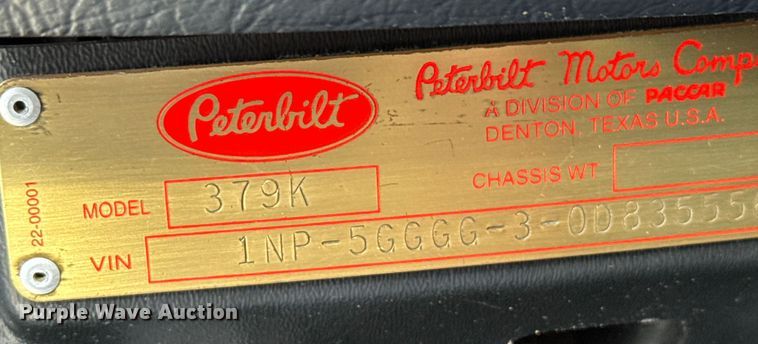 Peterbilt
Peterbilt Motors Comp
A DIVISION OF PACCAR
DENTON, TEXAS U.S.A.
MODEL 379K
CHASSIS WT
VIN 1NP-5GGGG-3-0D835554
22-00001
Purple Wave Auction